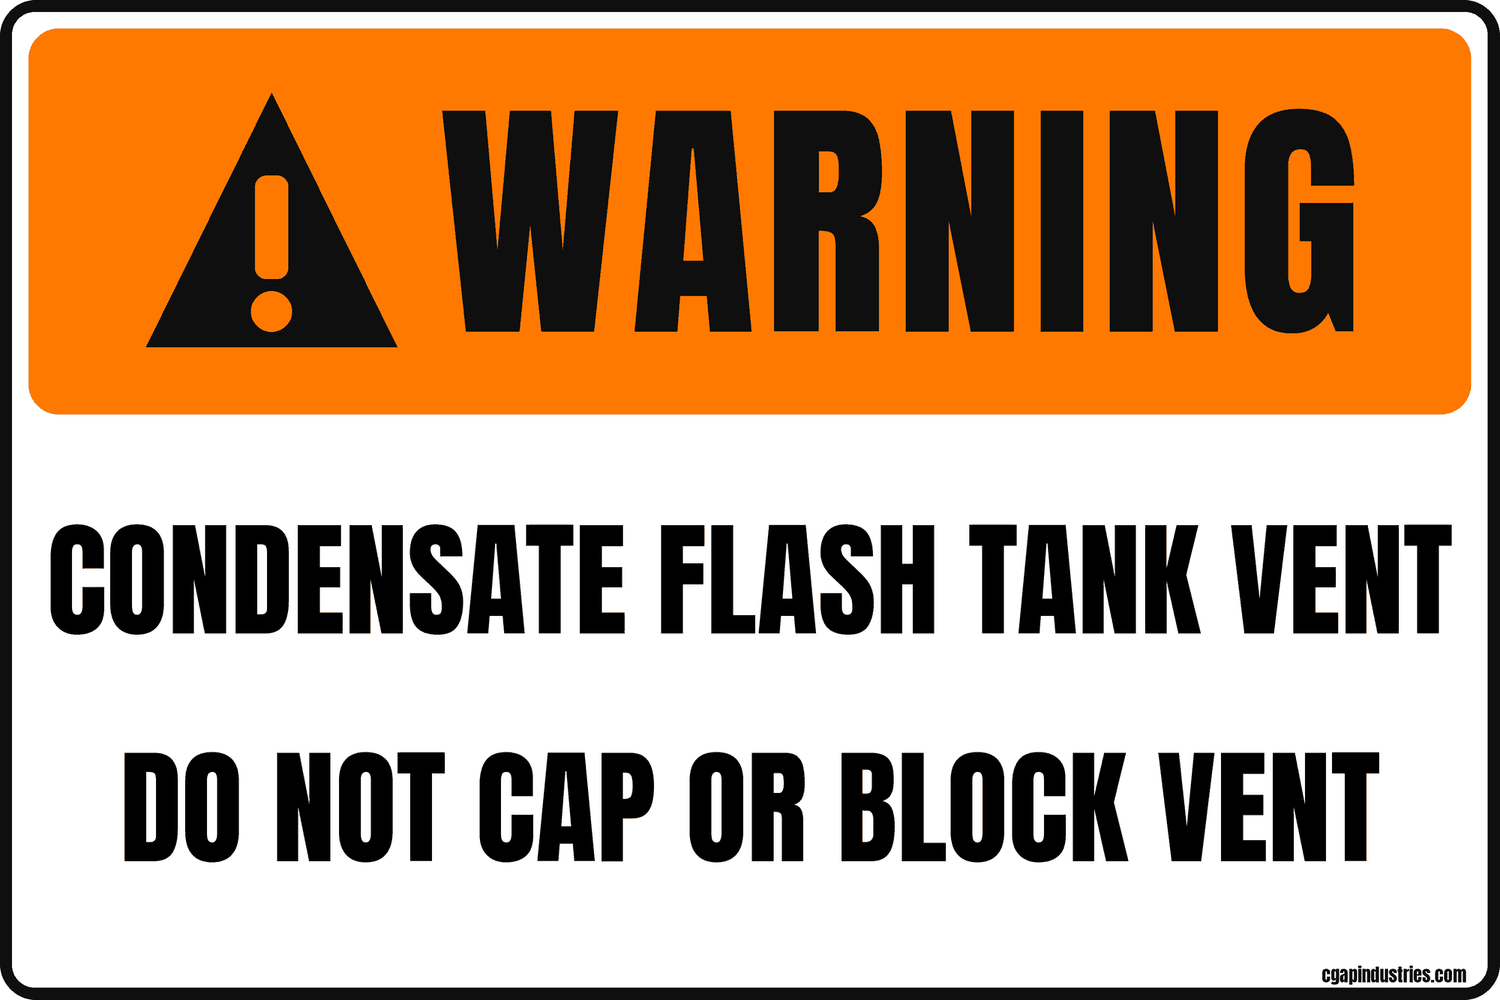 WARNING
CONDENSATE FLASH TANK VENT
DO NOT CAP OR BLOCK VENT
cgapindustries.com